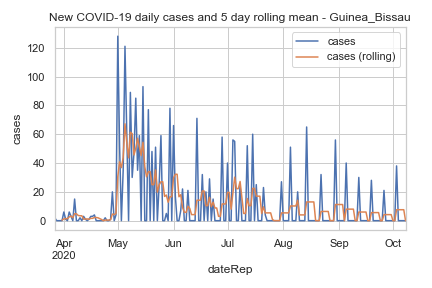 New COVID-19 daily cases and 5 day rolling mean - Guinea_Bissau
cases
cases (rolling)
120
100
80
60
40
20
0
cases
Apr May Jun Jul Aug Sep Oct
2020
dateRep